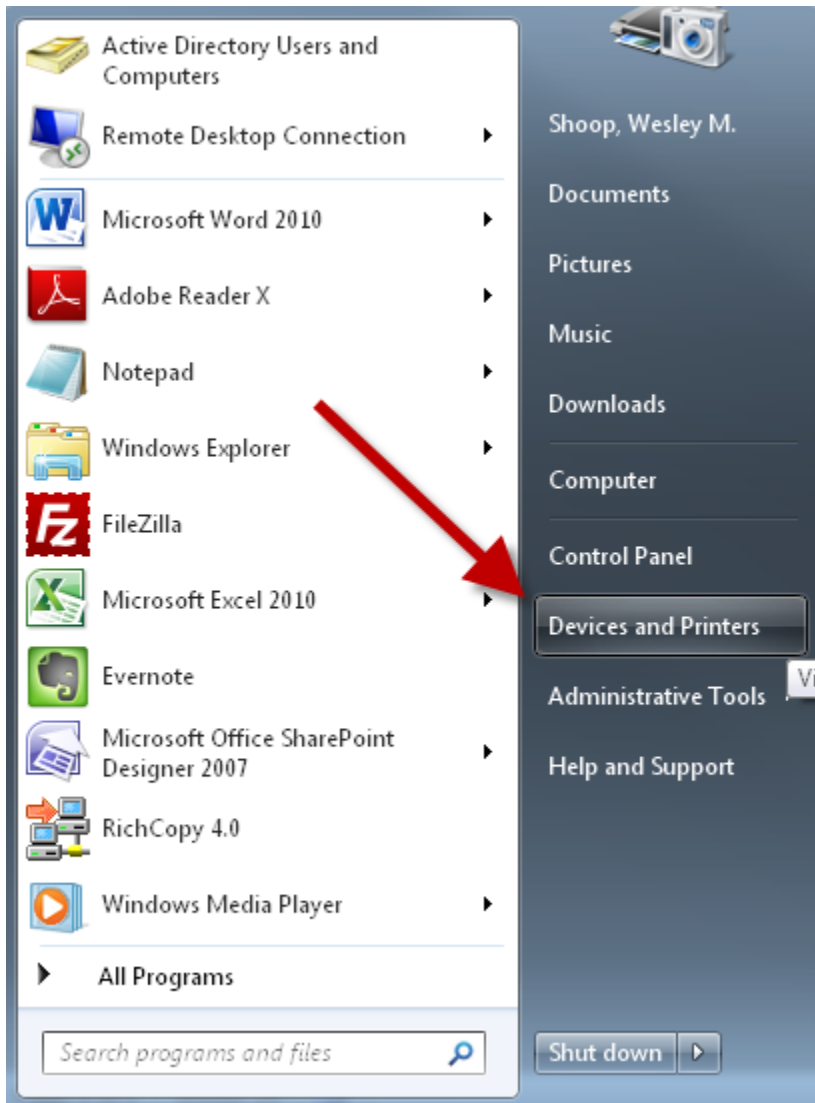 Active Directory Users and
Computers
Remote Desktop Connection
Microsoft Word 2010
Adobe Reader X
Notepad
Windows Explorer
FileZilla
Microsoft Excel 2010
Evernote
Microsoft Office SharePoint
Designer 2007
RichCopy 4.0
Windows Media Player
All Programs
Search programs and files
Shoop, Wesley M.
Documents
Pictures
Music
Downloads
Computer
Control Panel
Devices and Printers
Vi
Administrative Tools
Help and Support
Shut down